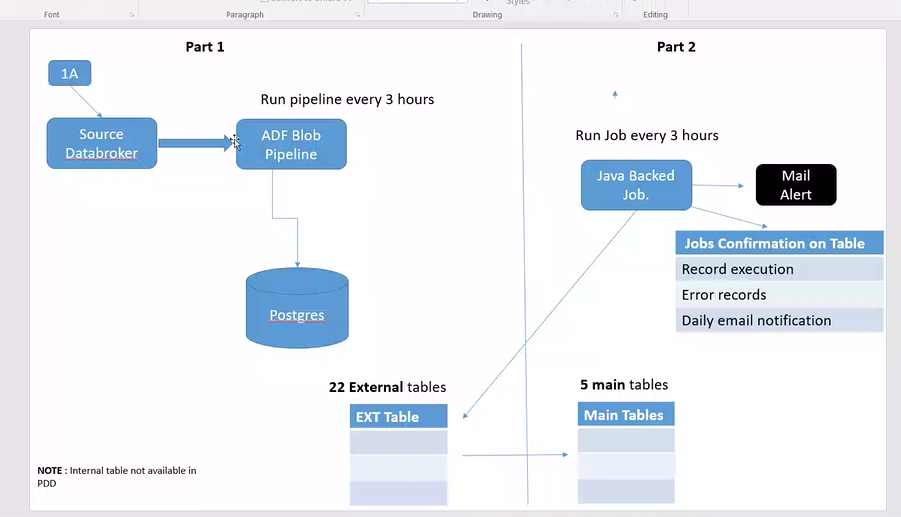 Styles
Font
Paragraph
Drawing
Editing
Part 1
Part 2
1A
Run pipeline every 3 hours
Source
Databroker
ADF Blob
Pipeline
Run Job every 3 hours
Java Backed
Job.
Mail
Alert
Jobs Confirmation on Table
Record execution
Error records
Daily email notification
Postgres
22 External tables
5 main tables
EXT Table
Main Tables
NOTE : Internal table not available in
PDD